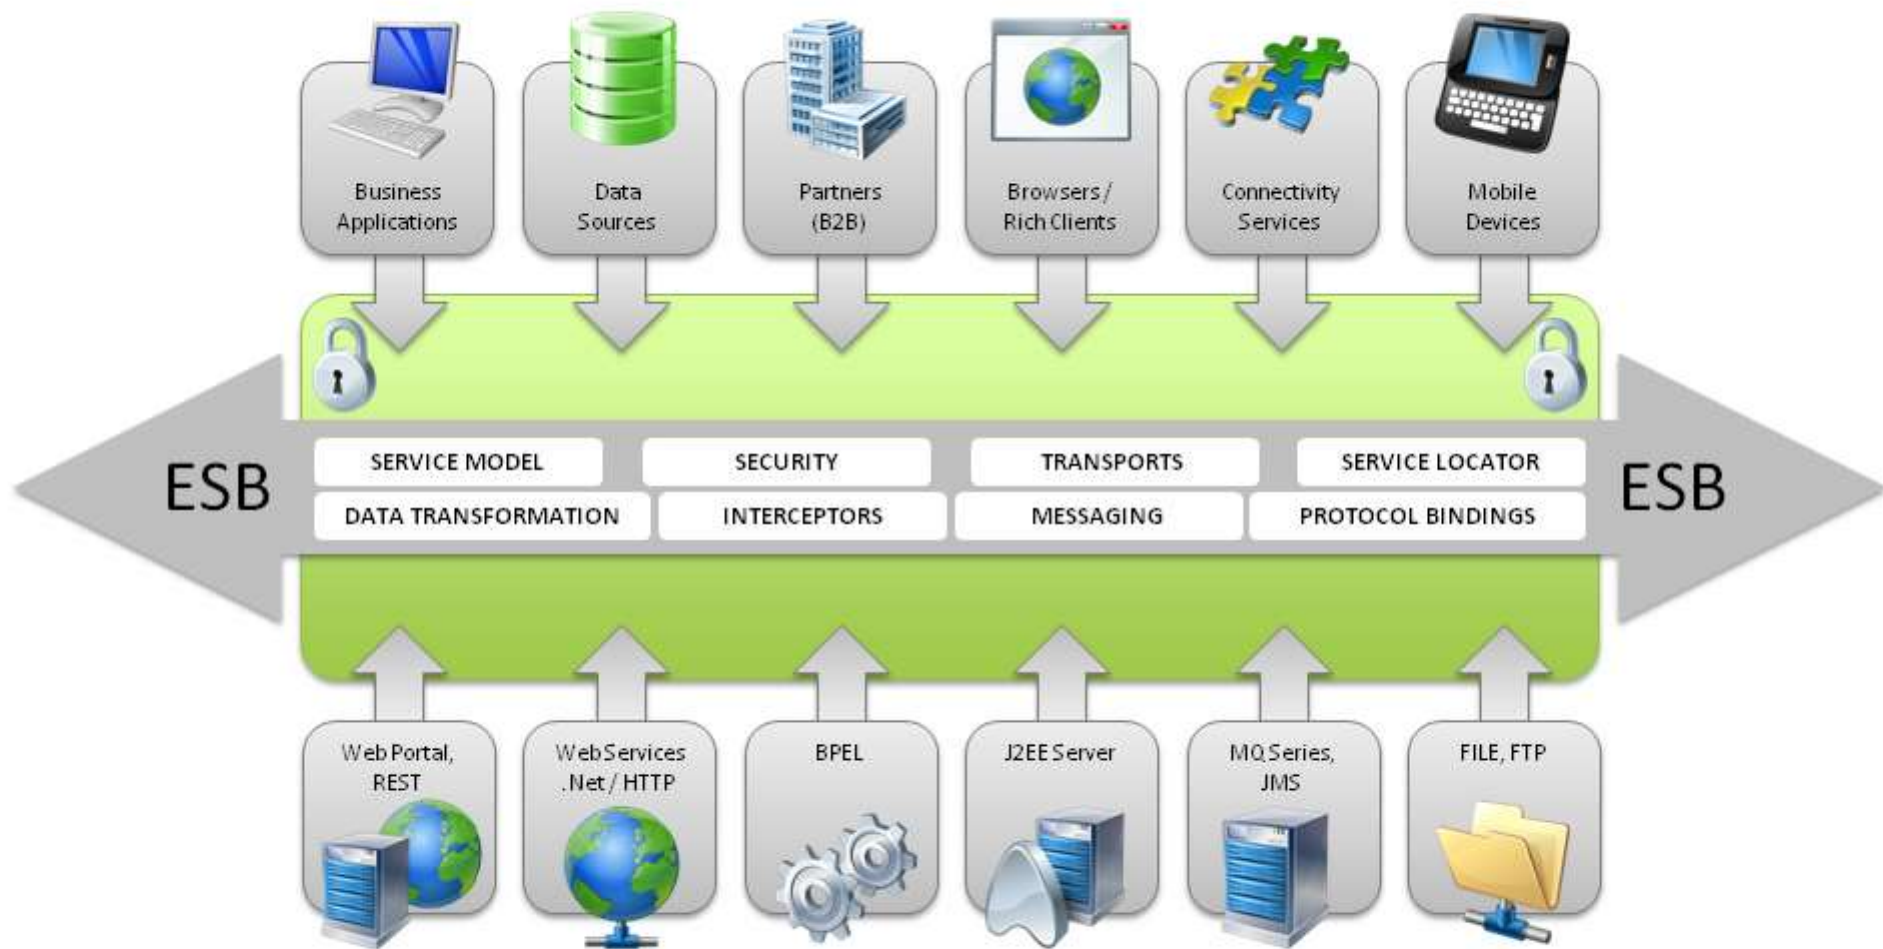 Business
Applications
Data
Sources
Partners
(B2B)
Browsers /
Rich Clients
Connectivity
Services
Mobile
Devices
ESB
SERVICE MODEL
SECURITY
TRANSPORTS
SERVICE LOCATOR
DATA TRANSFORMATION
INTERCEPTORS
MESSAGING
PROTOCOL BINDINGS
ESB
Web Portal,
REST
Web Services
.Net / HTTP
BPEL
J2EE Server
MQ Series,
JMS
FILE, FTP